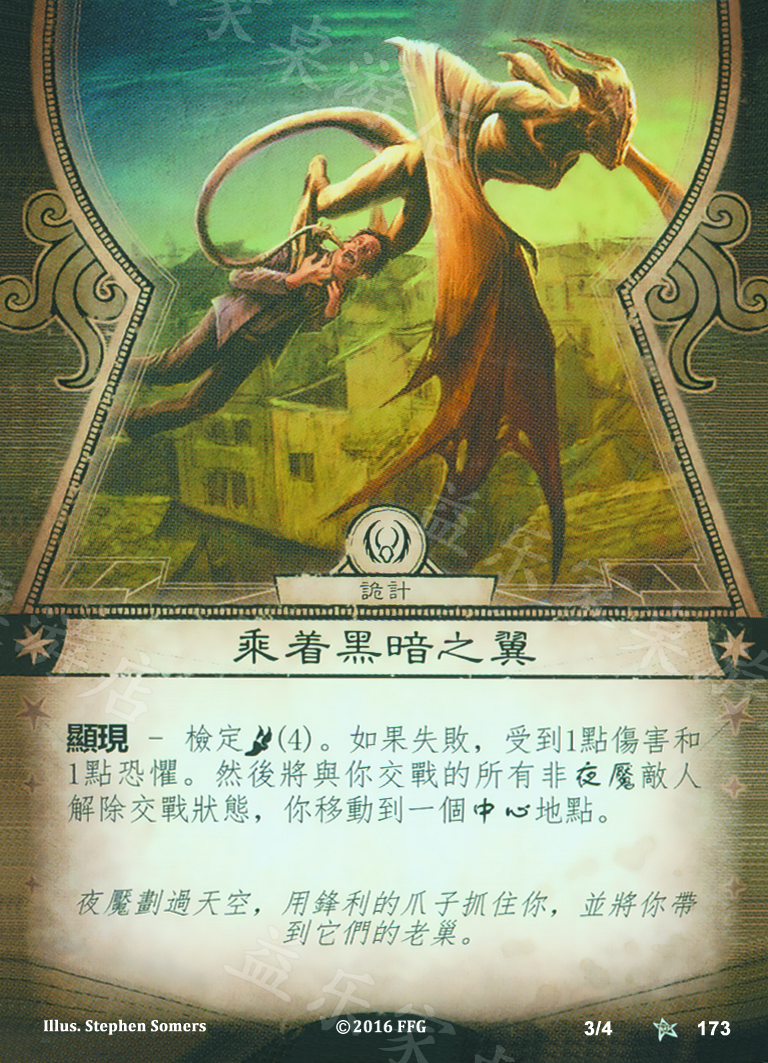 詭計
乘着黑暗之翼
顯現 – 檢定(4)。如果失敗，受到1點傷害和
1點恐懼。然後將與你交戰的所有非夜魘敵人
解除交戰狀態，你移動到一個中心地點。
夜魘劃過天空，用鋒利的爪子抓住你，並將你帶
到它們的老巢。
Illus. Stephen Somers ©2016 FFG 3/4 173